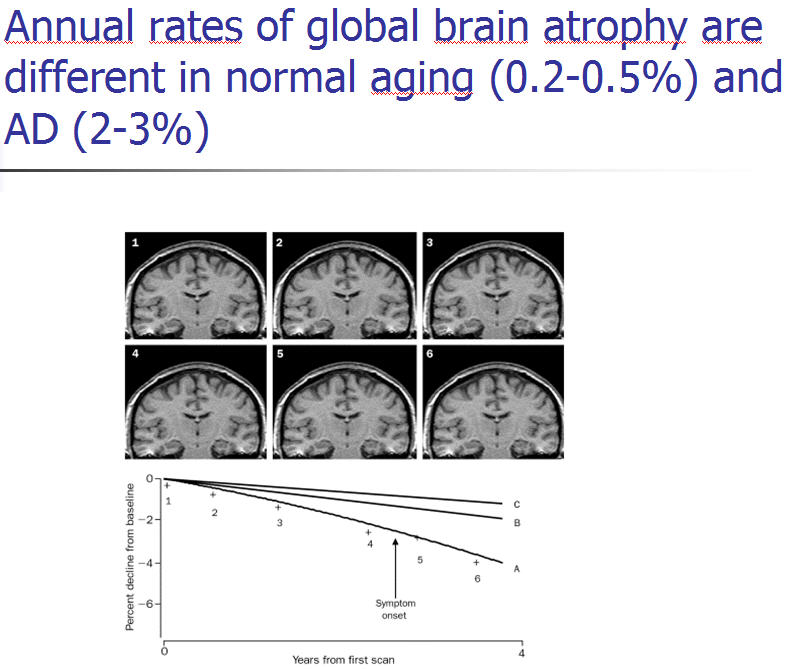 Annual rates of global brain atrophy are
different in normal aging (0.2-0.5%) and
AD (2-3%)
1
2
3
4
5
6
Percent decline from baseline
0
−2
−4
−6
1
2
3
4
5
6
C
B
A
Symptom
onset
0
4
Years from first scan